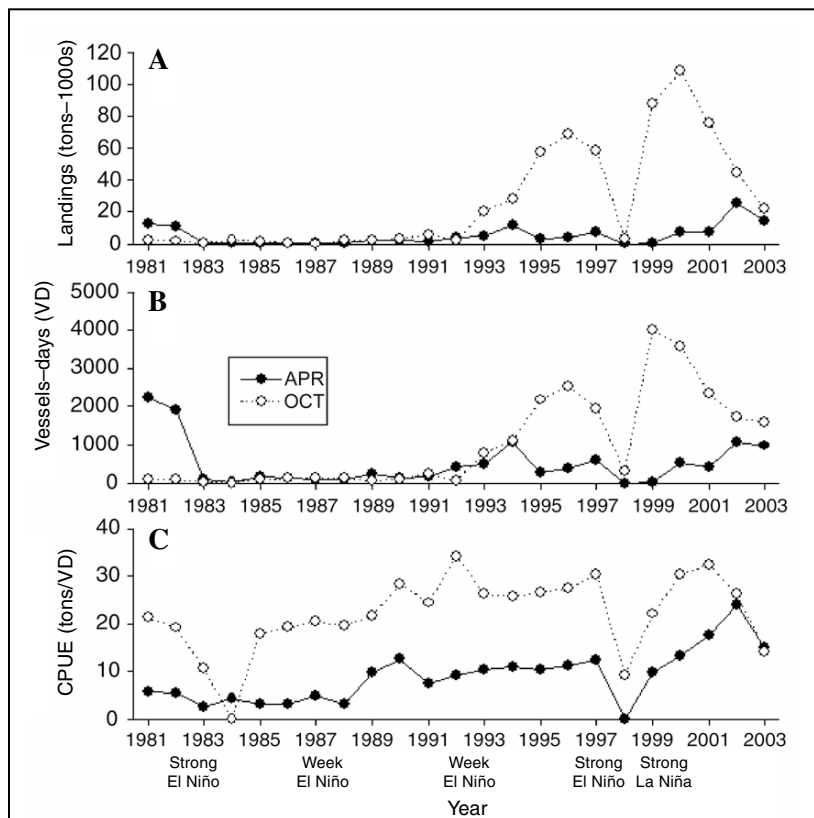 A
Landings (tons–1000s)
120
100
80
60
40
20
0
1981 1983 1985 1987 1989 1991 1993 1995 1997 1999 2001 2003
B
Vessels–days (VD)
5000
4000
3000
2000
1000
0
APR
OCT
1981 1983 1985 1987 1989 1991 1993 1995 1997 1999 2001 2003
C
CPUE (tons/VD)
40
30
20
10
0
1981 1983 1985 1987 1989 1991 1993 1995 1997 1999 2001 2003
Strong Week Week Strong Strong
El Niño El Niño El Niño El Niño La Niña
Year